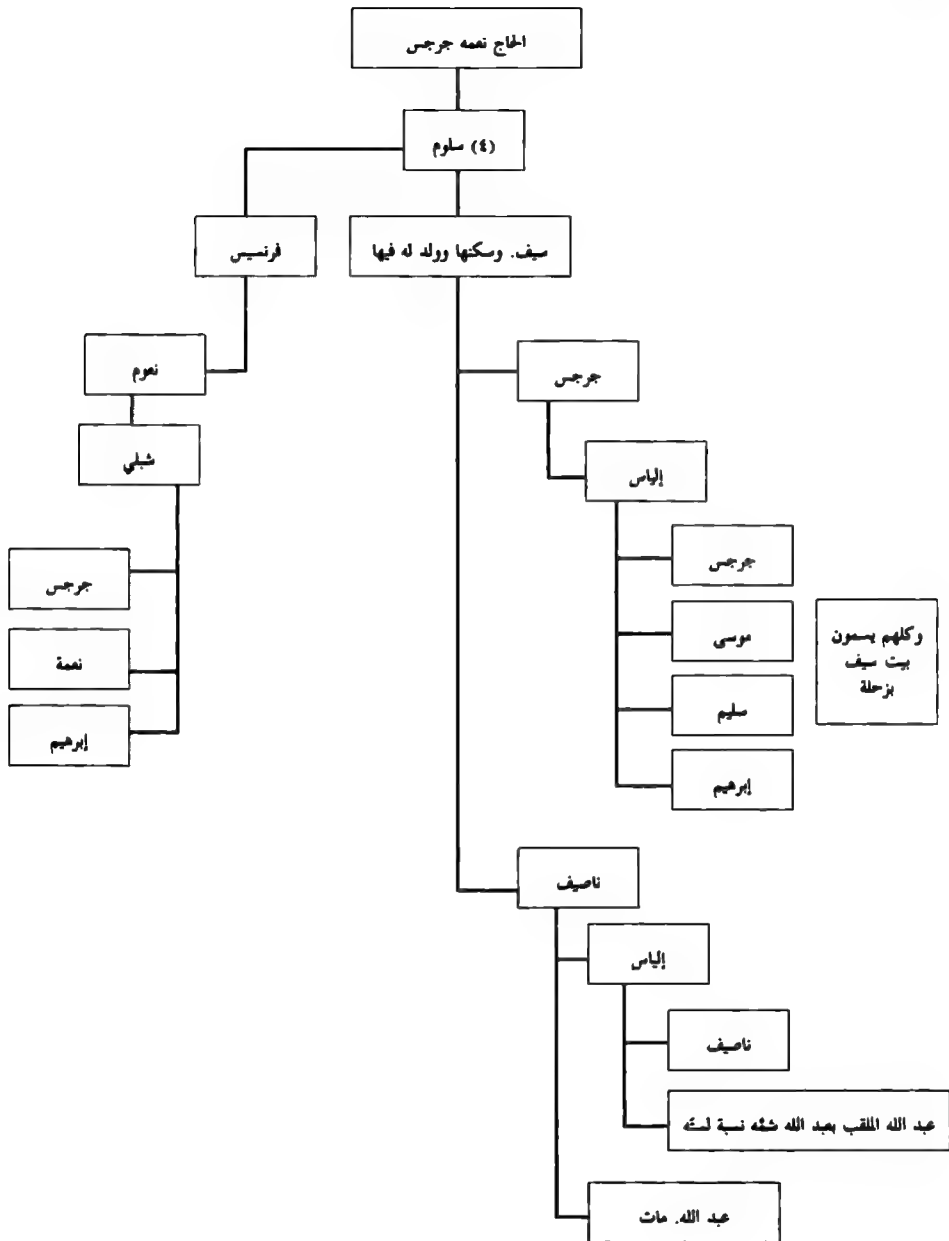 الحاج نعمه جرجس
(٤) سلوم
فرنسيس
سيف. وسكنها وولد له فيها
نعوم
شبلي
جرجس
نعمة
إبرهيم
جرجس
إلياس
جرجس
موسى
سليم
إبرهيم
وكلهم يسمون
بيت سيف
بزحلة
ناصيف
إلياس
ناصيف
عبد الله الملقب بعبد الله شمّه نسبة لستّه
عبد الله. مات